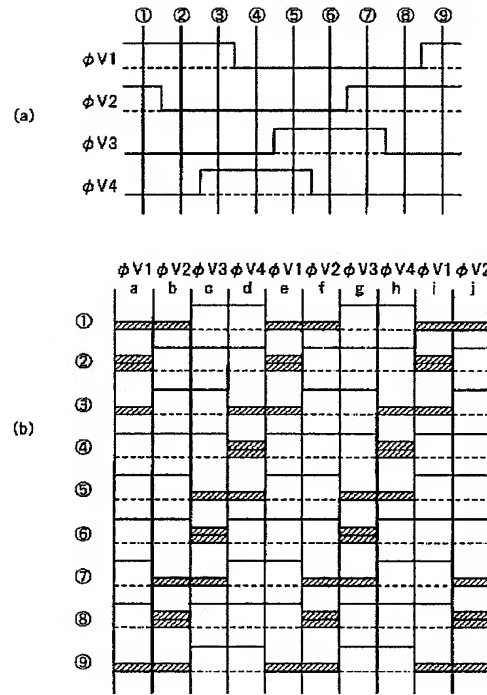 ① ② ③ ④ ⑤ ⑥ ⑦ ⑧ ⑨
φV1
φV2
(a)
φV3
φV4
φV1 φV2 φV3 φV4 φV1 φV2 φV3 φV4 φV1 φV2
a b c d e f g h i j
①
②
③
(b)
④
⑤
⑥
⑦
⑧
⑨